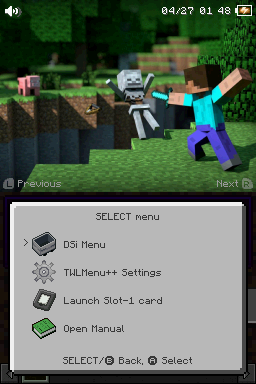 04/27 01 48
L Previous
Next R
SELECT menu
> DSi Menu
TWLMenu++ Settings
Launch Slot-1 card
Open Manual
SELECT/B Back, A Select